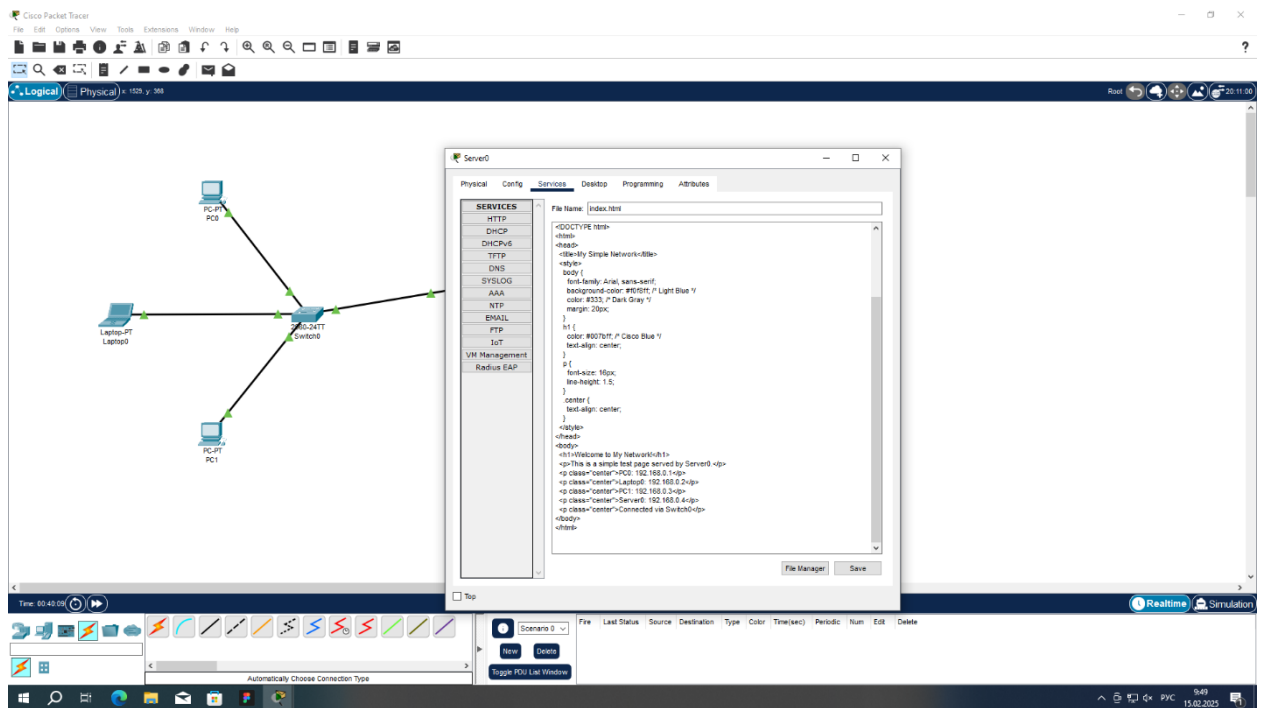 Cisco Packet Tracer
File Edit Options View Tools Extensions Window Help
?
Logical Physical x: 1529, y: 368
Root 20:11:00
PC-PT
PC0
Laptop-PT
Laptop0
2960-24TT
Switch0
PC-PT
PC1
Server0
Physical Config Services Desktop Programming Attributes
SERVICES
HTTP
DHCP
DHCPv6
TFTP
DNS
SYSLOG
AAA
NTP
EMAIL
FTP
IoT
VM Management
Radius EAP
File Name: index.html
<!DOCTYPE html>
<html>
<head>
<title>My Simple Network</title>
<style>
body {
font-family: Arial, sans-serif;
background-color: #f0f8ff; /* Light Blue */
color: #333; /* Dark Gray */
margin: 20px;
}
h1 {
color: #007bff; /* Cisco Blue */
text-align: center;
}
p {
font-size: 16px;
line-height: 1.5;
}
.center {
text-align: center;
}
</style>
</head>
<body>
<h1>Welcome to My Network!</h1>
<p>This is a simple test page served by Server0.</p>
<p class="center">PC0: 192.168.0.1</p>
<p class="center">Laptop0: 192.168.0.2</p>
<p class="center">PC1: 192.168.0.3</p>
<p class="center">Server0: 192.168.0.4</p>
<p class="center">Connected via Switch0</p>
</body>
</html>
File Manager Save
Top
Time: 00:40:09
Realtime Simulation
Scenario 0
New Delete
Toggle PDU List Window
Fire Last Status Source Destination Type Color Time(sec) Periodic Num Edit Delete
Automatically Choose Connection Type
РУС
9:49
15.02.2025